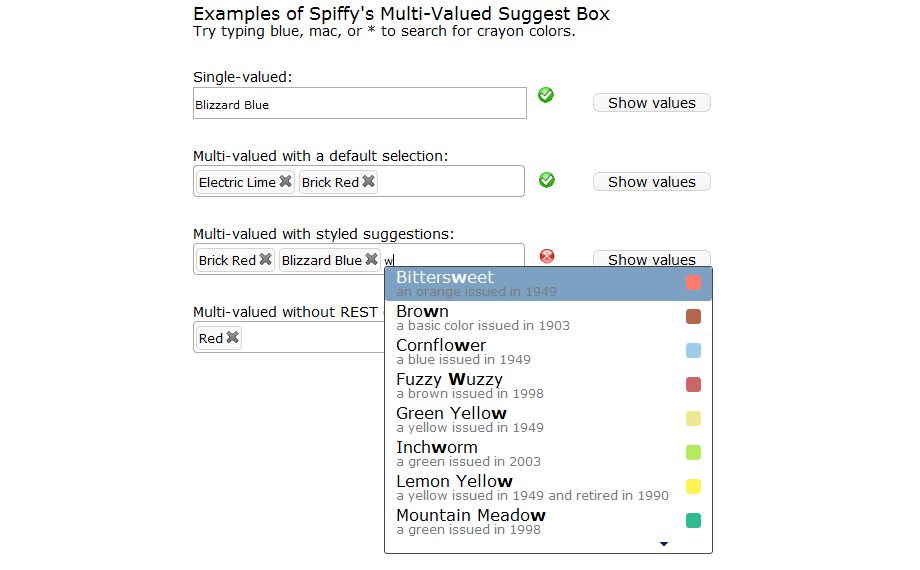 Examples of Spiffy's Multi-Valued Suggest Box
Try typing blue, mac, or * to search for crayon colors.
Single-valued:
Blizzard Blue
Show values
Multi-valued with a default selection:
Electric Lime Brick Red
Show values
Multi-valued with styled suggestions:
Brick Red Blizzard Blue w
Show values
Bittersweet
an orange issued in 1949
Brown
a basic color issued in 1903
Cornflower
a blue issued in 1949
Fuzzy Wuzzy
a brown issued in 1998
Green Yellow
a yellow issued in 1949
Inchworm
a green issued in 2003
Lemon Yellow
a yellow issued in 1949 and retired in 1990
Mountain Meadow
a green issued in 1998
Multi-valued without REST
Red